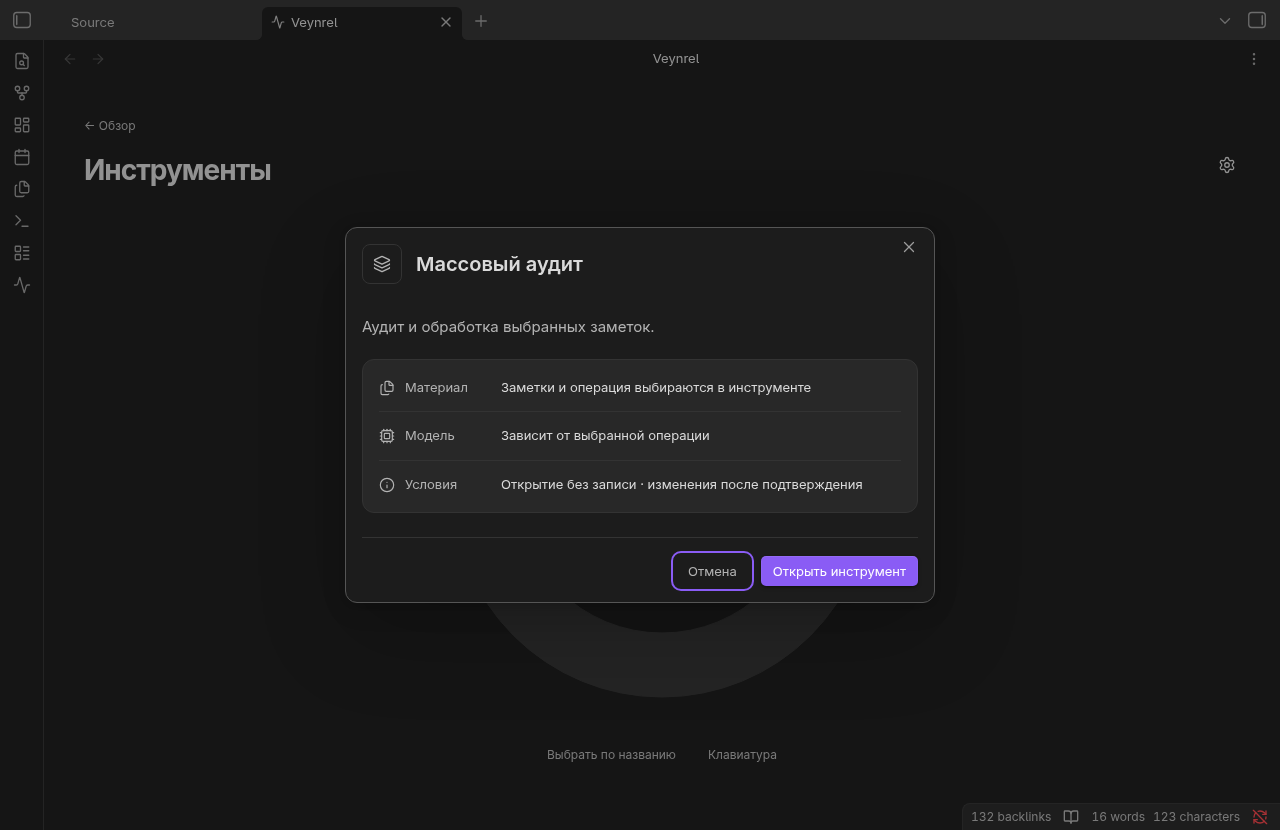 Source
Veynrel
Veynrel
← Обзор
Инструменты
Массовый аудит
Аудит и обработка выбранных заметок.
Материал Заметки и операция выбираются в инструменте
Модель Зависит от выбранной операции
Условия Открытие без записи · изменения после подтверждения
Отмена Открыть инструмент
Выбрать по названию Клавиатура
132 backlinks 16 words 123 characters